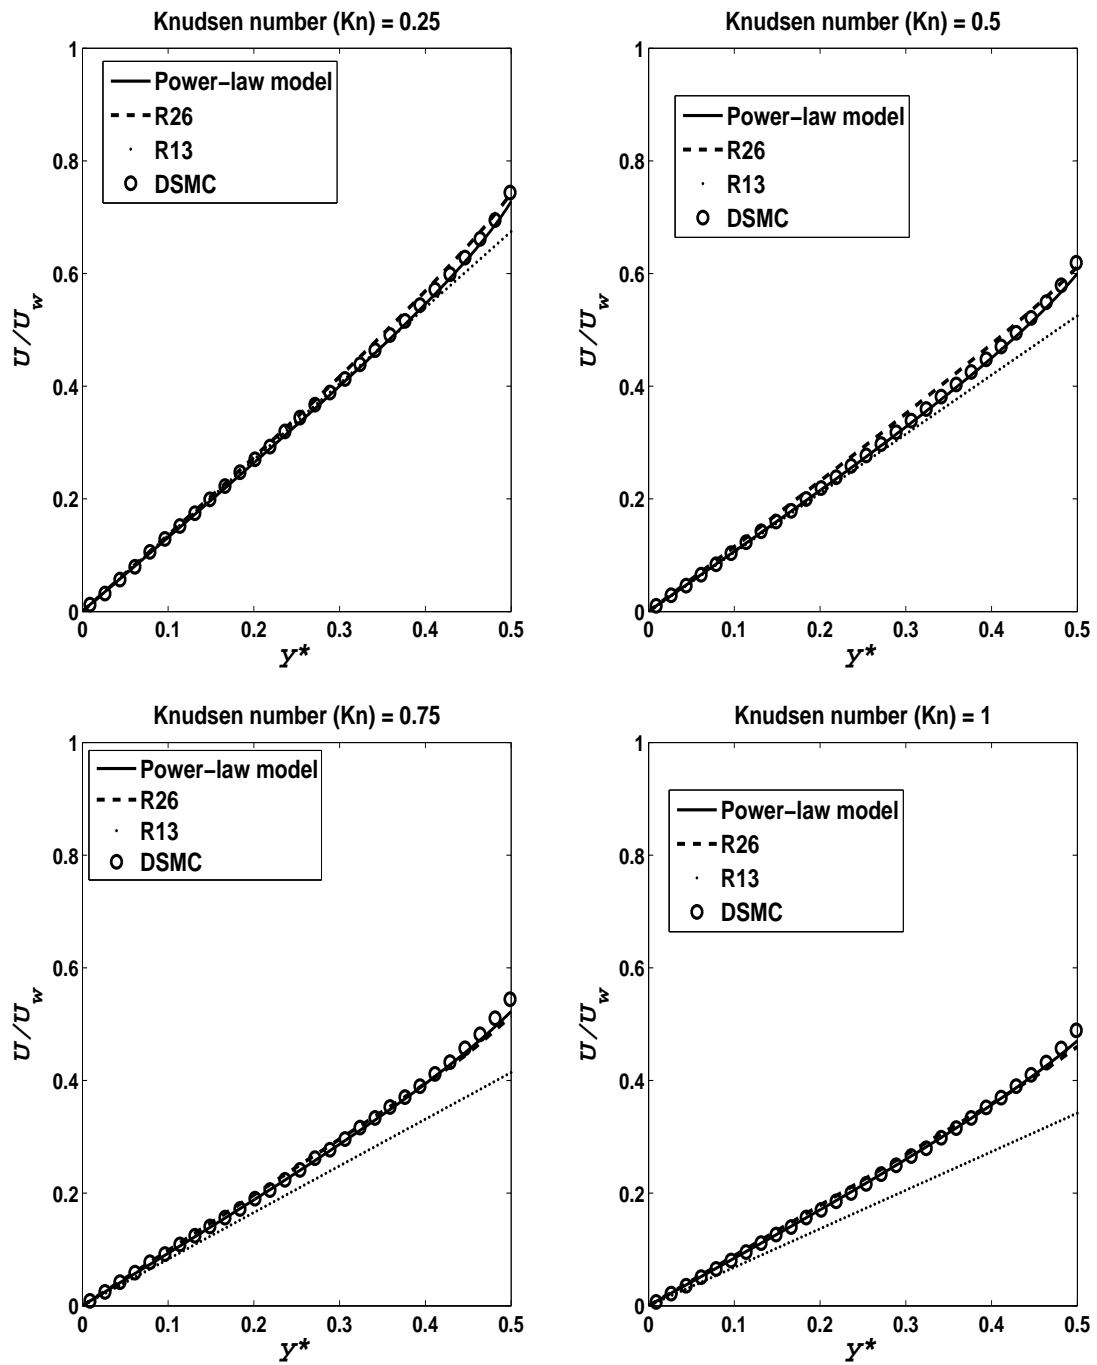 Knudsen number (Kn) = 0.25
1
0.8
0.6
0.4
0.2
0
Power−law model
R26
R13
DSMC
U/U_w
0 0.1 0.2 0.3 0.4 0.5
y*
Knudsen number (Kn) = 0.5
1
0.8
0.6
0.4
0.2
0
Power−law model
R26
R13
DSMC
U/U_w
0 0.1 0.2 0.3 0.4 0.5
y*
Knudsen number (Kn) = 0.75
1
0.8
0.6
0.4
0.2
0
Power−law model
R26
R13
DSMC
U/U_w
0 0.1 0.2 0.3 0.4 0.5
y*
Knudsen number (Kn) = 1
1
0.8
0.6
0.4
0.2
0
Power−law model
R26
R13
DSMC
U/U_w
0 0.1 0.2 0.3 0.4 0.5
y*